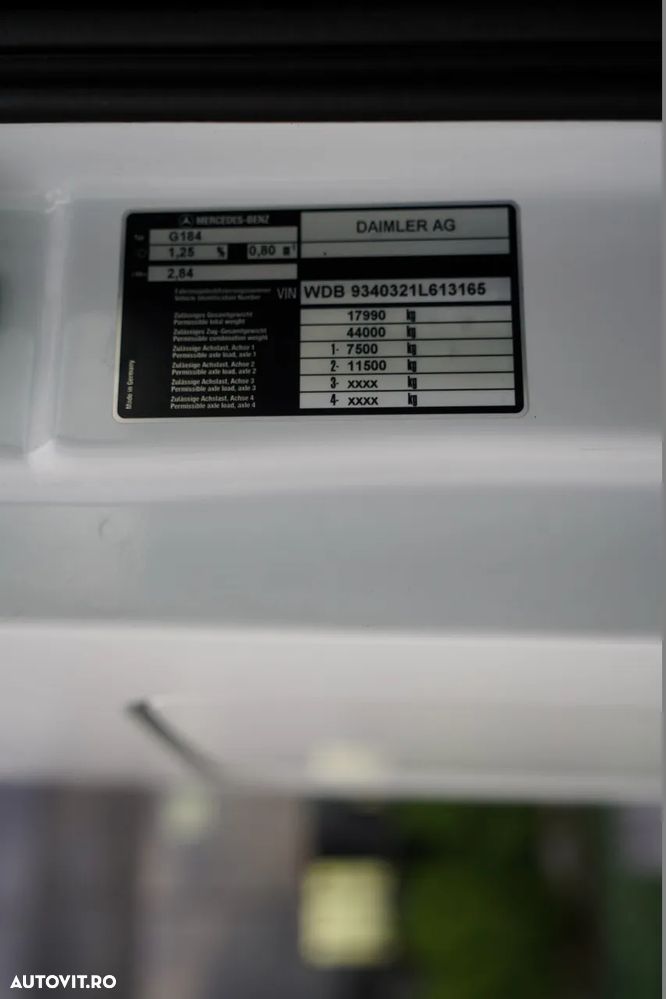 MERCEDES-BENZ
DAIMLER AG
Typ G184
1,25 % 0,80 m-1
2,84
Fahrzeugidentifizierungsnummer
Vehicle Identification Number
VIN WDB 9340321L613165
Zulässiges Gesamtgewicht
Permissible total weight
17990 kg
Zulässiges Zug-Gesamtgewicht
Permissible combination weight
44000 kg
Zulässige Achslast, Achse 1
Permissible axle load, axle 1
1- 7500 kg
Zulässige Achslast, Achse 2
Permissible axle load, axle 2
2- 11500 kg
Zulässige Achslast, Achse 3
Permissible axle load, axle 3
3- xxxx kg
Zulässige Achslast, Achse 4
Permissible axle load, axle 4
4- xxxx kg
Made in Germany
AUTOVIT.RO